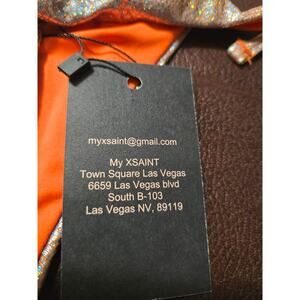 myxsaint@gmail.com
My XSAINT
Town Square Las Vegas
6659 Las Vegas blvd
South B-103
Las Vegas NV, 89119